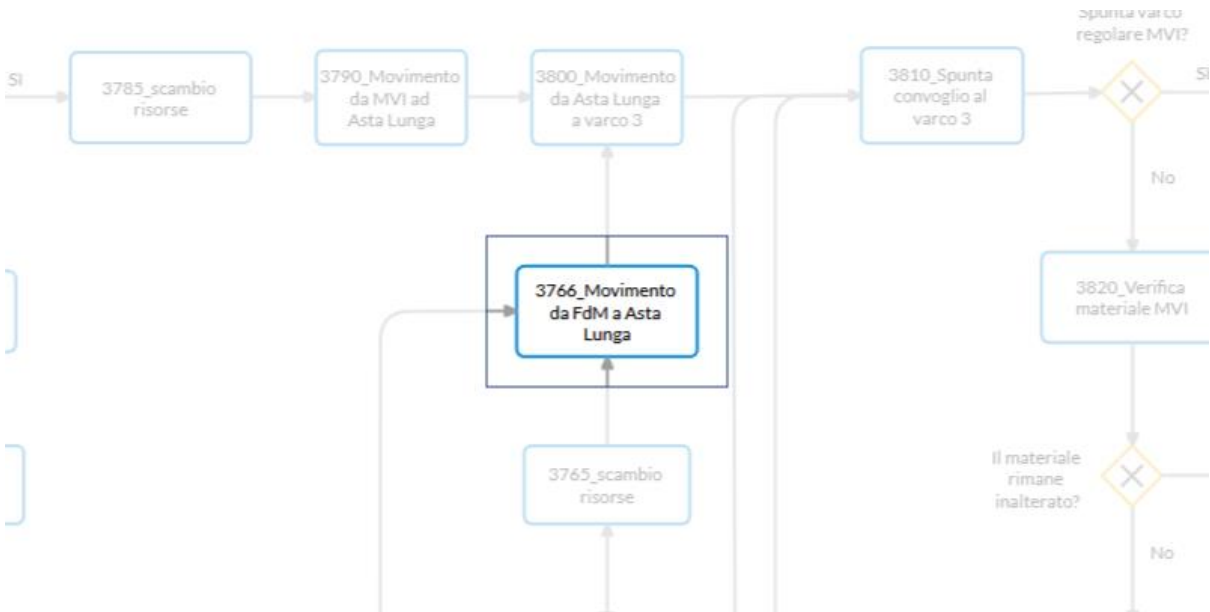 Spunta varco
regolare MVI?
Sì
3785_scambio
risorse
3790_Movimento
da MVI ad
Asta Lunga
3800_Movimento
da Asta Lunga
a varco 3
3810_Spunta
convoglio al
varco 3
Sì
No
3766_Movimento
da FdM a Asta
Lunga
3820_Verifica
materiale MVI
3765_scambio
risorse
Il materiale
rimane
inalterato?
No